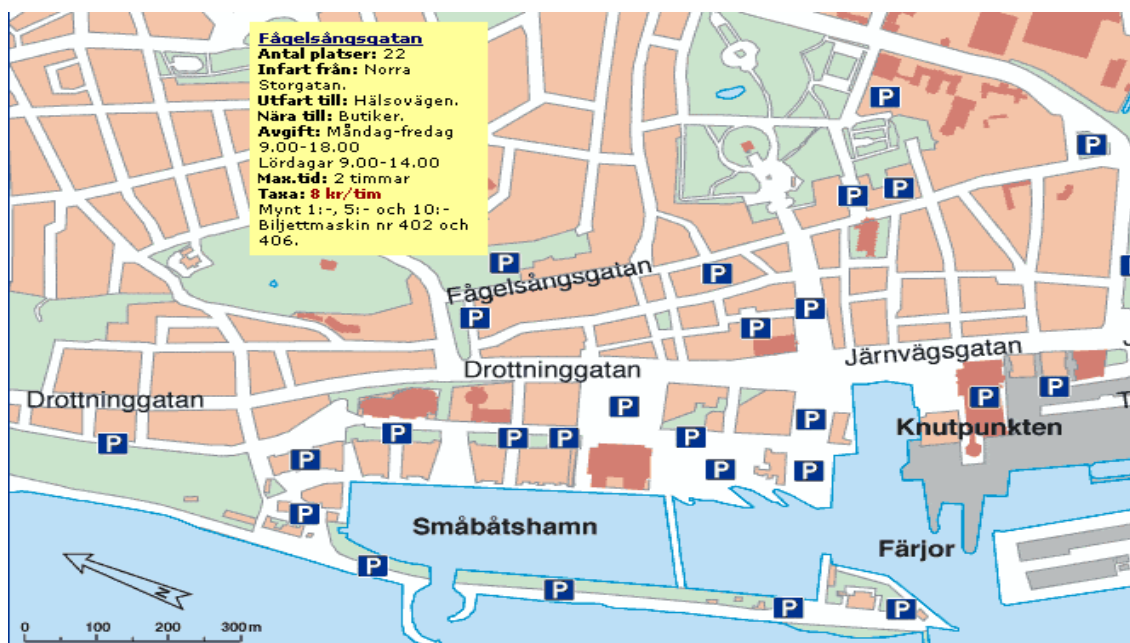 Fågelsångsgatan
Antal platser: 22
Infart från: Norra
Storgatan.
Utfart till: Hälsovägen.
Nära till: Butiker.
Avgift: Måndag-fredag
9.00-18.00
Lördagar 9.00-14.00
Max.tid: 2 timmar
Taxa: 8 kr/tim
Mynt 1:-, 5:- och 10:-
Biljettmaskin nr 402 och
406.
P
P
P
P
P
Fågelsångsgatan
P
P
P
P
P
Järnvägsgatan
J
Drottninggatan
Drottninggatan
P
P
T
P
P
Knutpunkten
P
P
P
P
P
P
P
P
P
Småbåtshamn
Färjor
P
P
P
P
N
0 100 200 300 m